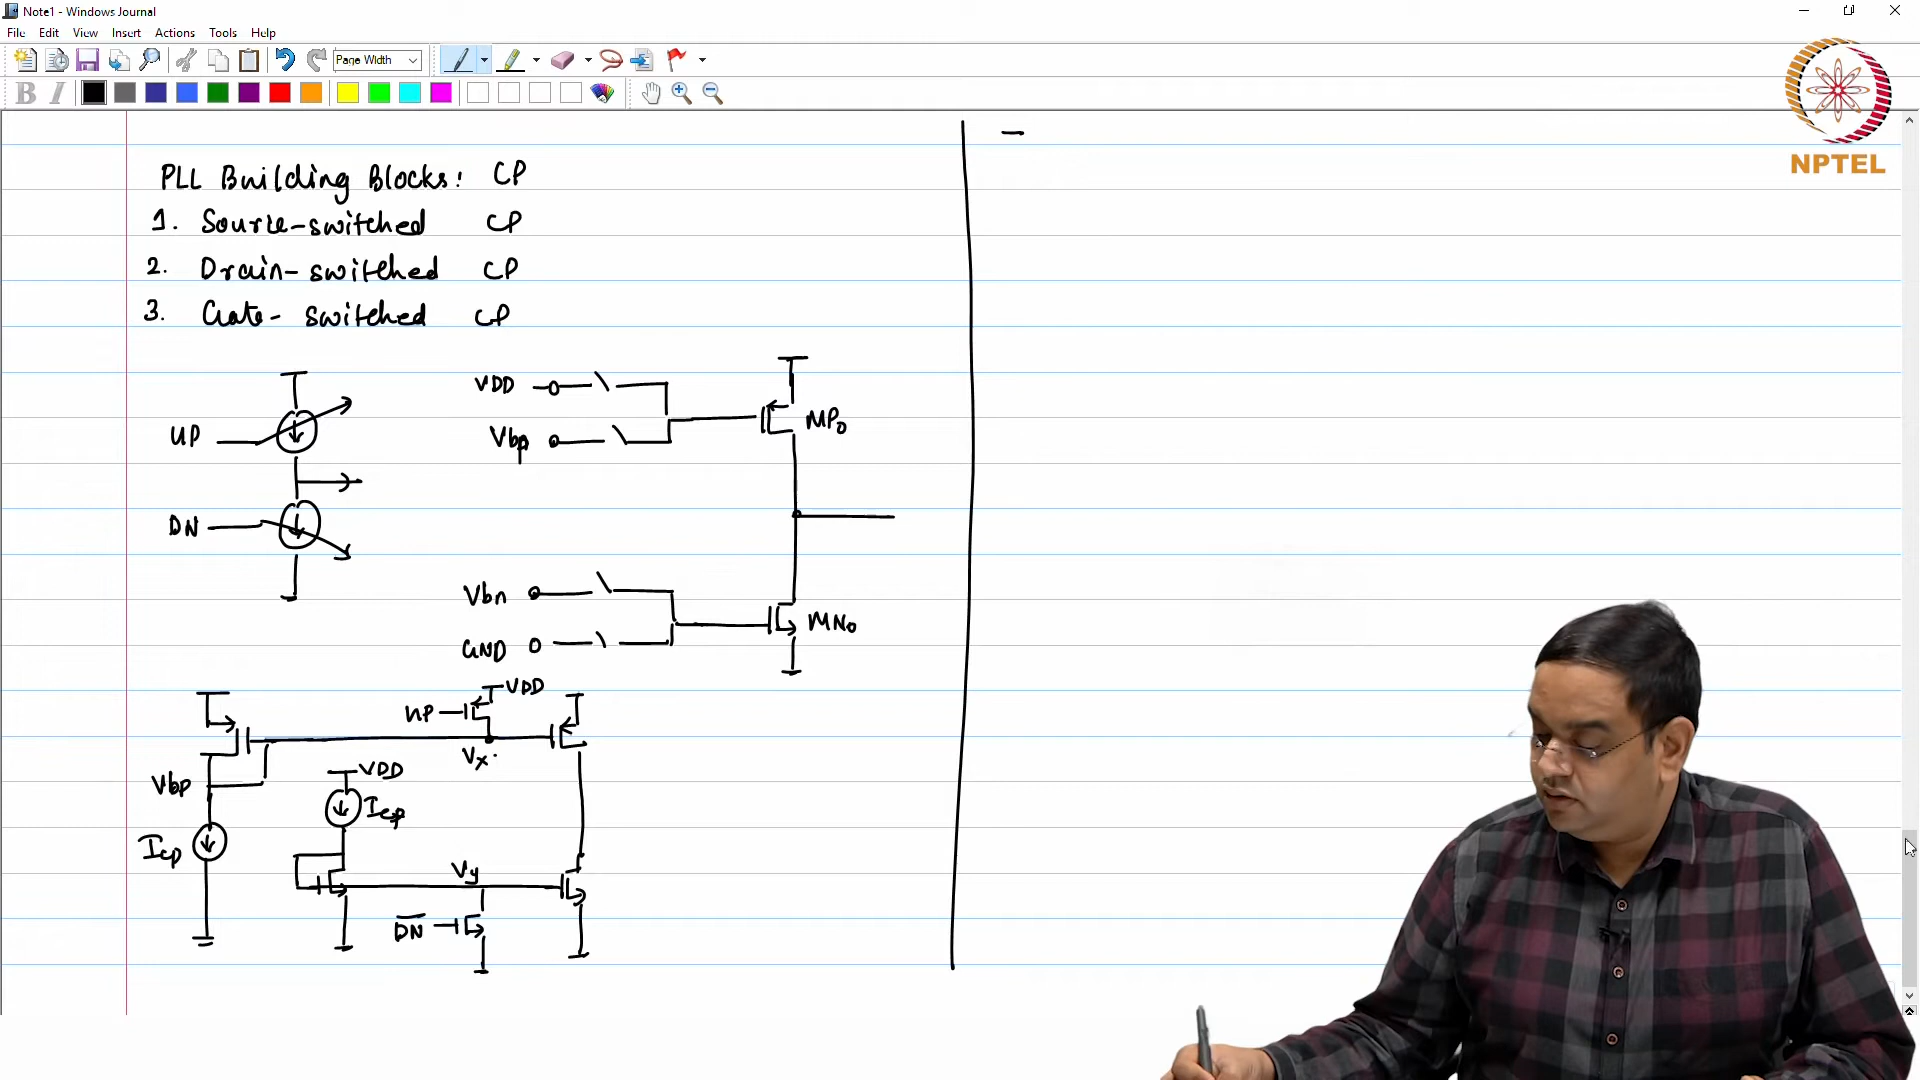 Note1 - Windows Journal
File Edit View Insert Actions Tools Help
Page Width
B I
NPTEL
PLL Building Blocks: CP
1. Source-switched CP
2. Drain-switched CP
3. Gate- switched CP
UP
DN
VDD
Vbp
MP0
Vbn
GND
MN0
VDD
UP
Vx
Vbp
VDD
Icp
Icp
Vy
DN